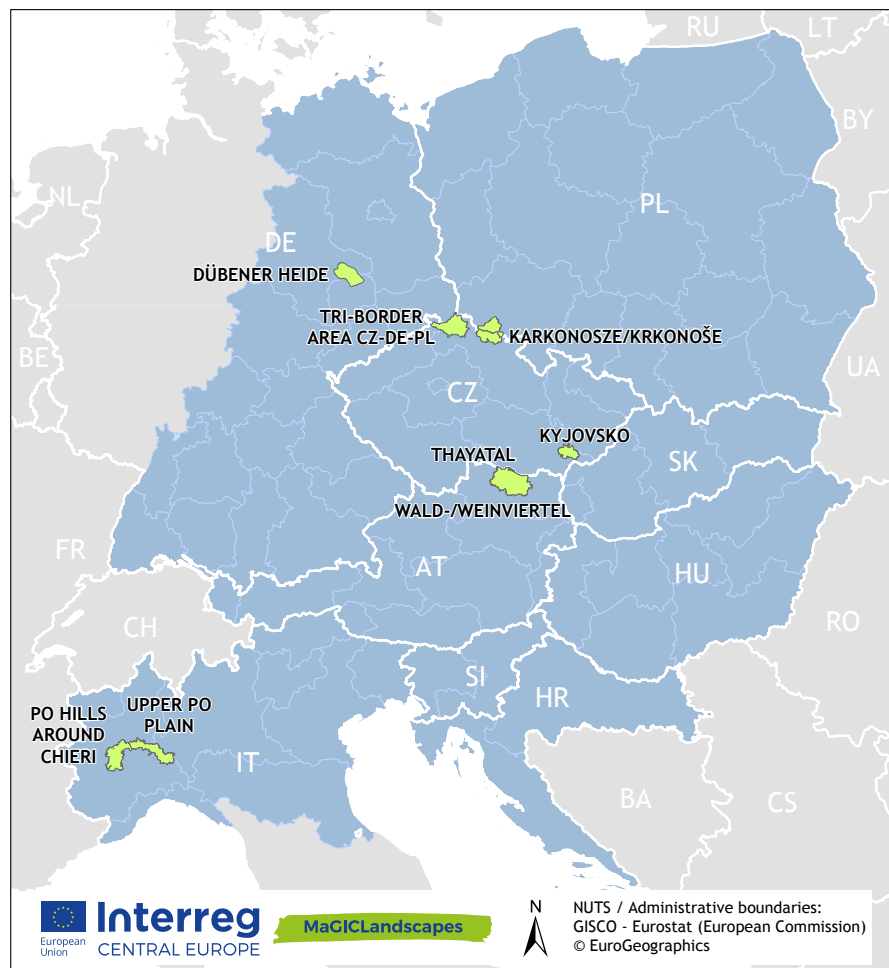 RU
LT
BY
NL
PL
DE
DÜBENER HEIDE
TRI-BORDER
AREA CZ-DE-PL
KARKONOSZE/KRKONOŠE
BE
UA
CZ
KYJOVSKO
THAYATAL
SK
WALD-/WEINVIERTEL
FR
AT
HU
CH
RO
SI
HR
PO HILLS
AROUND
CHIERI
UPPER PO
PLAIN
IT
BA
CS
European
Union
Interreg
CENTRAL EUROPE
MaGICLandscapes
N
NUTS / Administrative boundaries:
GISCO - Eurostat (European Commission)
© EuroGeographics